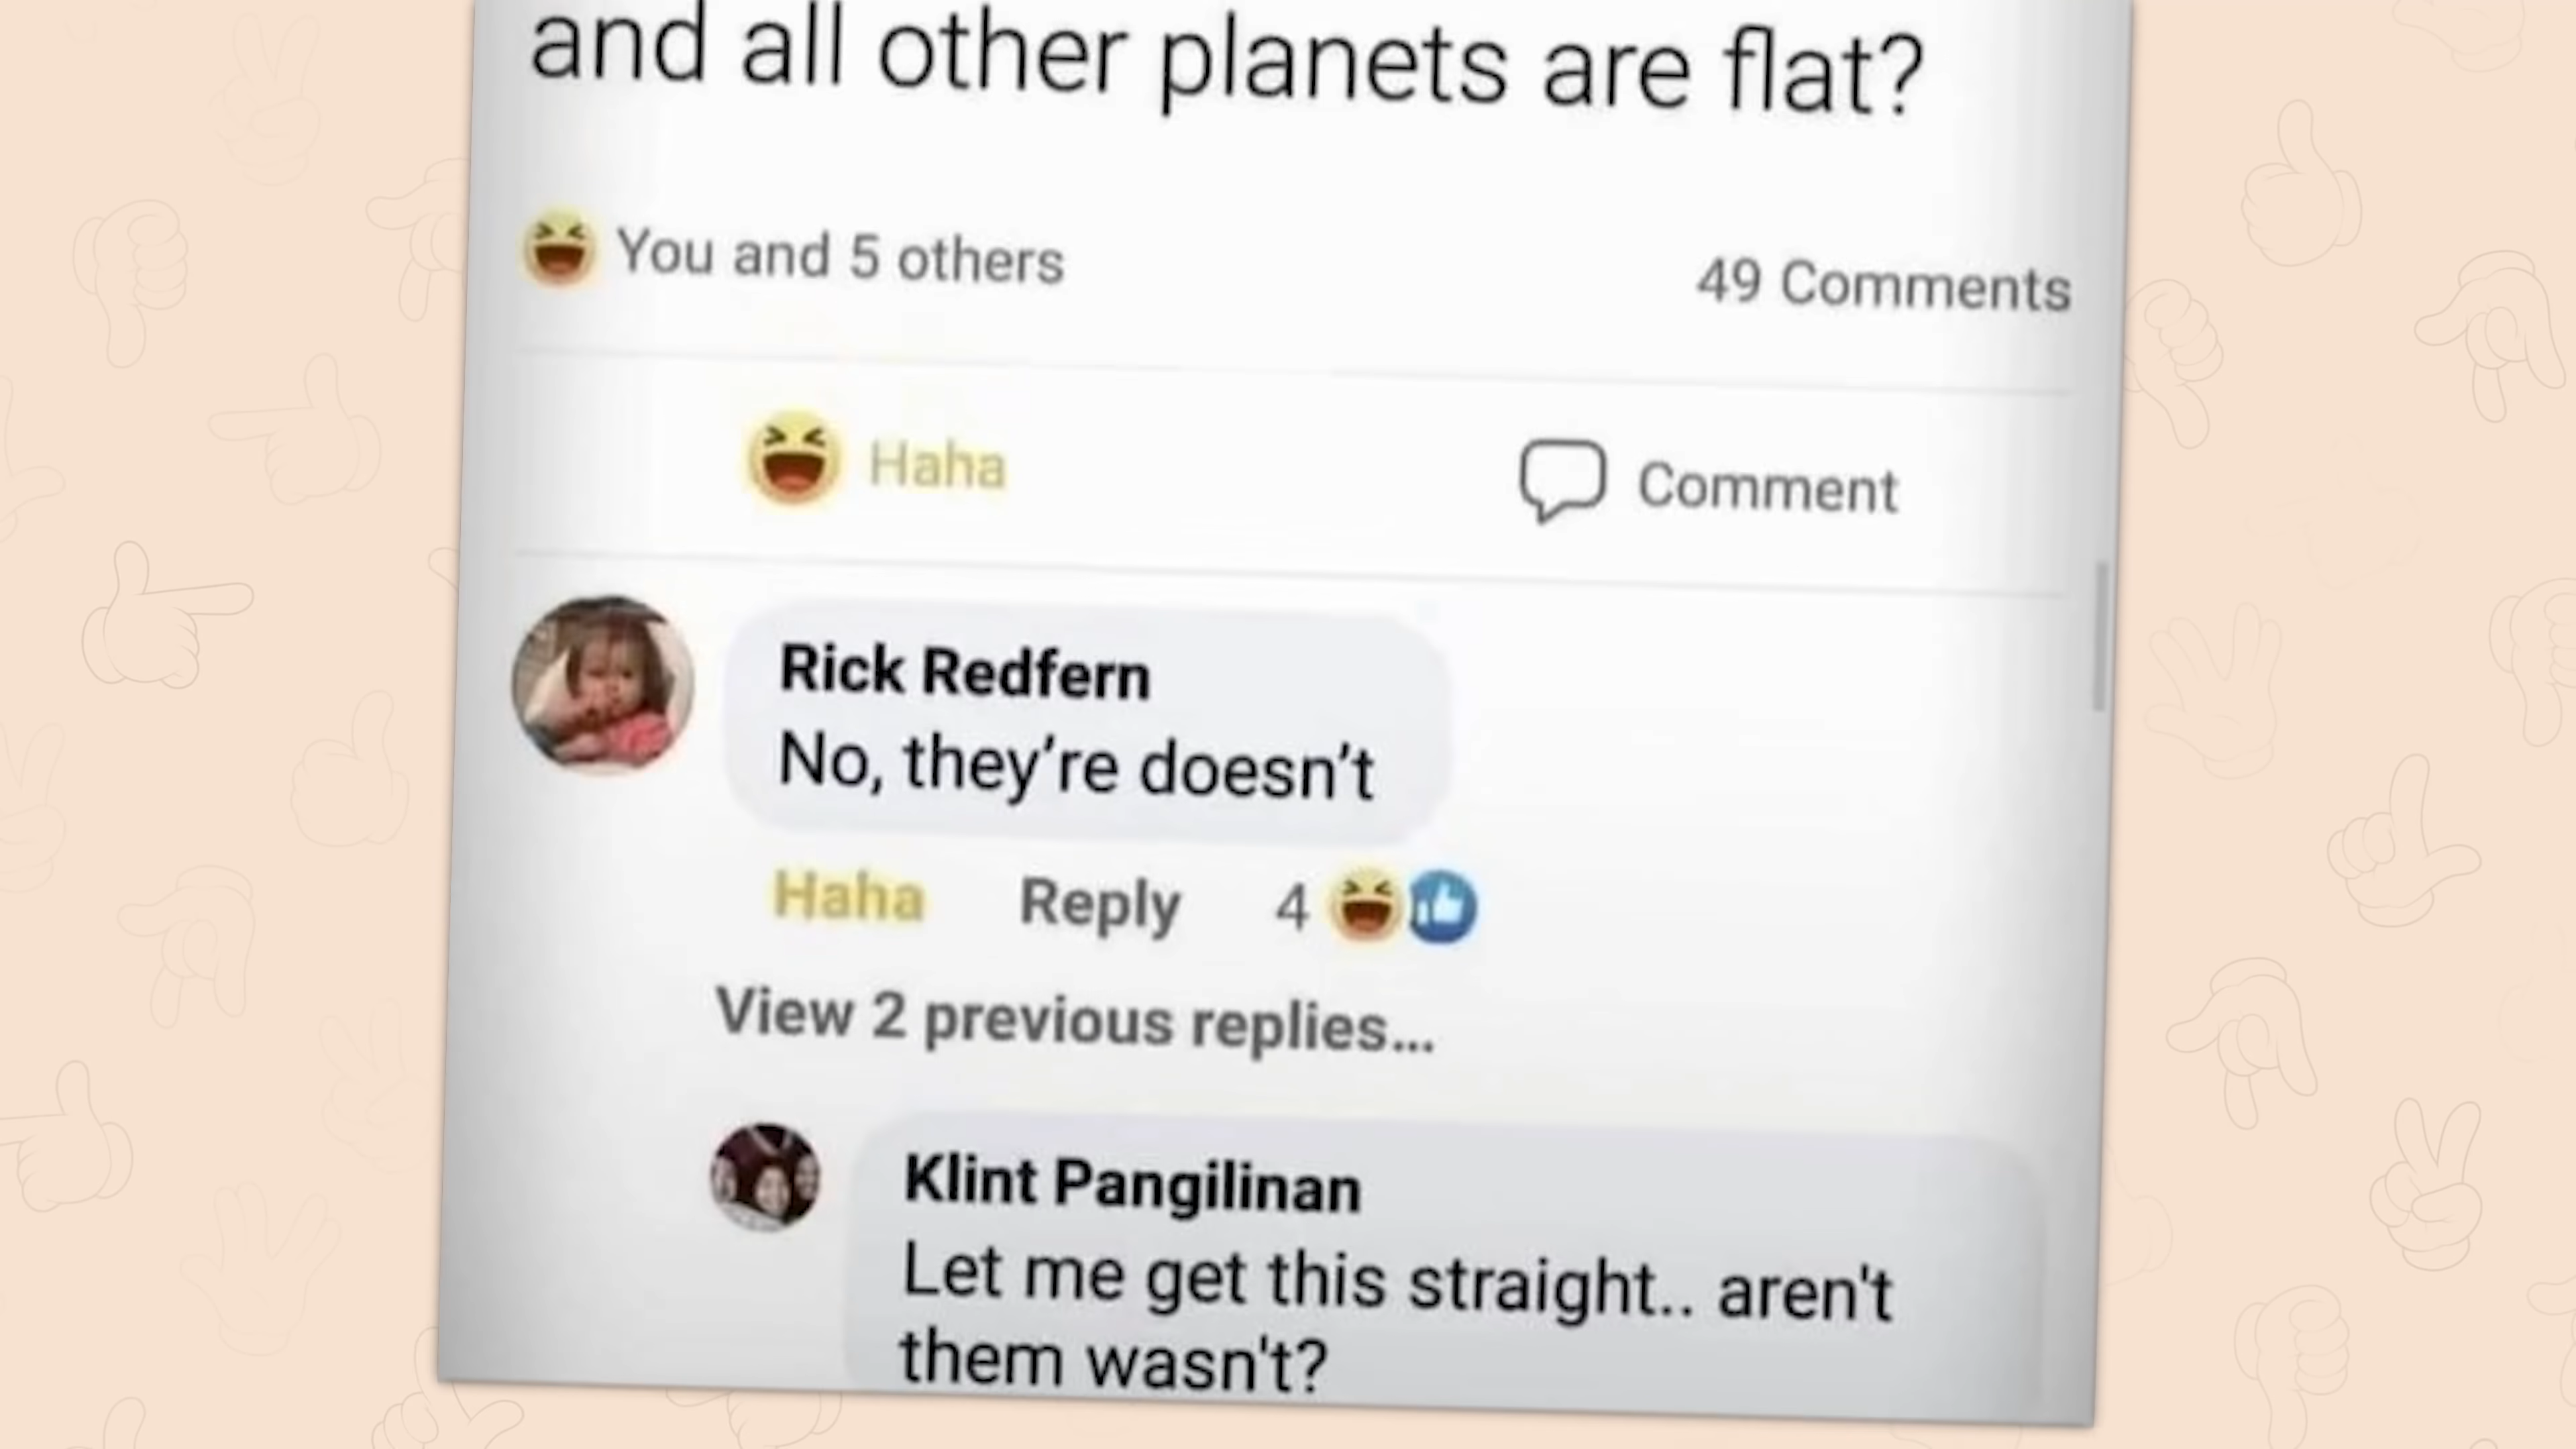 and all other planets are flat?
You and 5 others
49 Comments
Haha
Comment
Rick Redfern
No, they’re doesn’t
Haha Reply 4
View 2 previous replies...
Klint Pangilinan
Let me get this straight.. aren't
them wasn't?